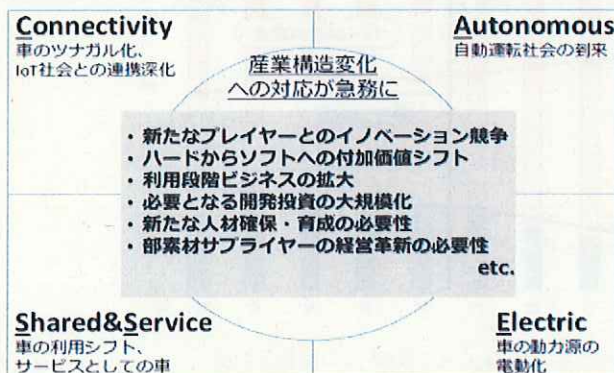 Connectivity
車のツナガル化、
IoT社会との連携深化
Autonomous
自動運転社会の到来
産業構造変化
への対応が急務に
・新たなプレイヤーとのイノベーション競争
・ハードからソフトへの付加価値シフト
・利用段階ビジネスの拡大
・必要となる開発投資の大規模化
・新たな人材確保・育成の必要性
・部素材サプライヤーの経営革新の必要性
etc.
Shared&Service
車の利用シフト、
サービスとしての車
Electric
車の動力源の
電動化